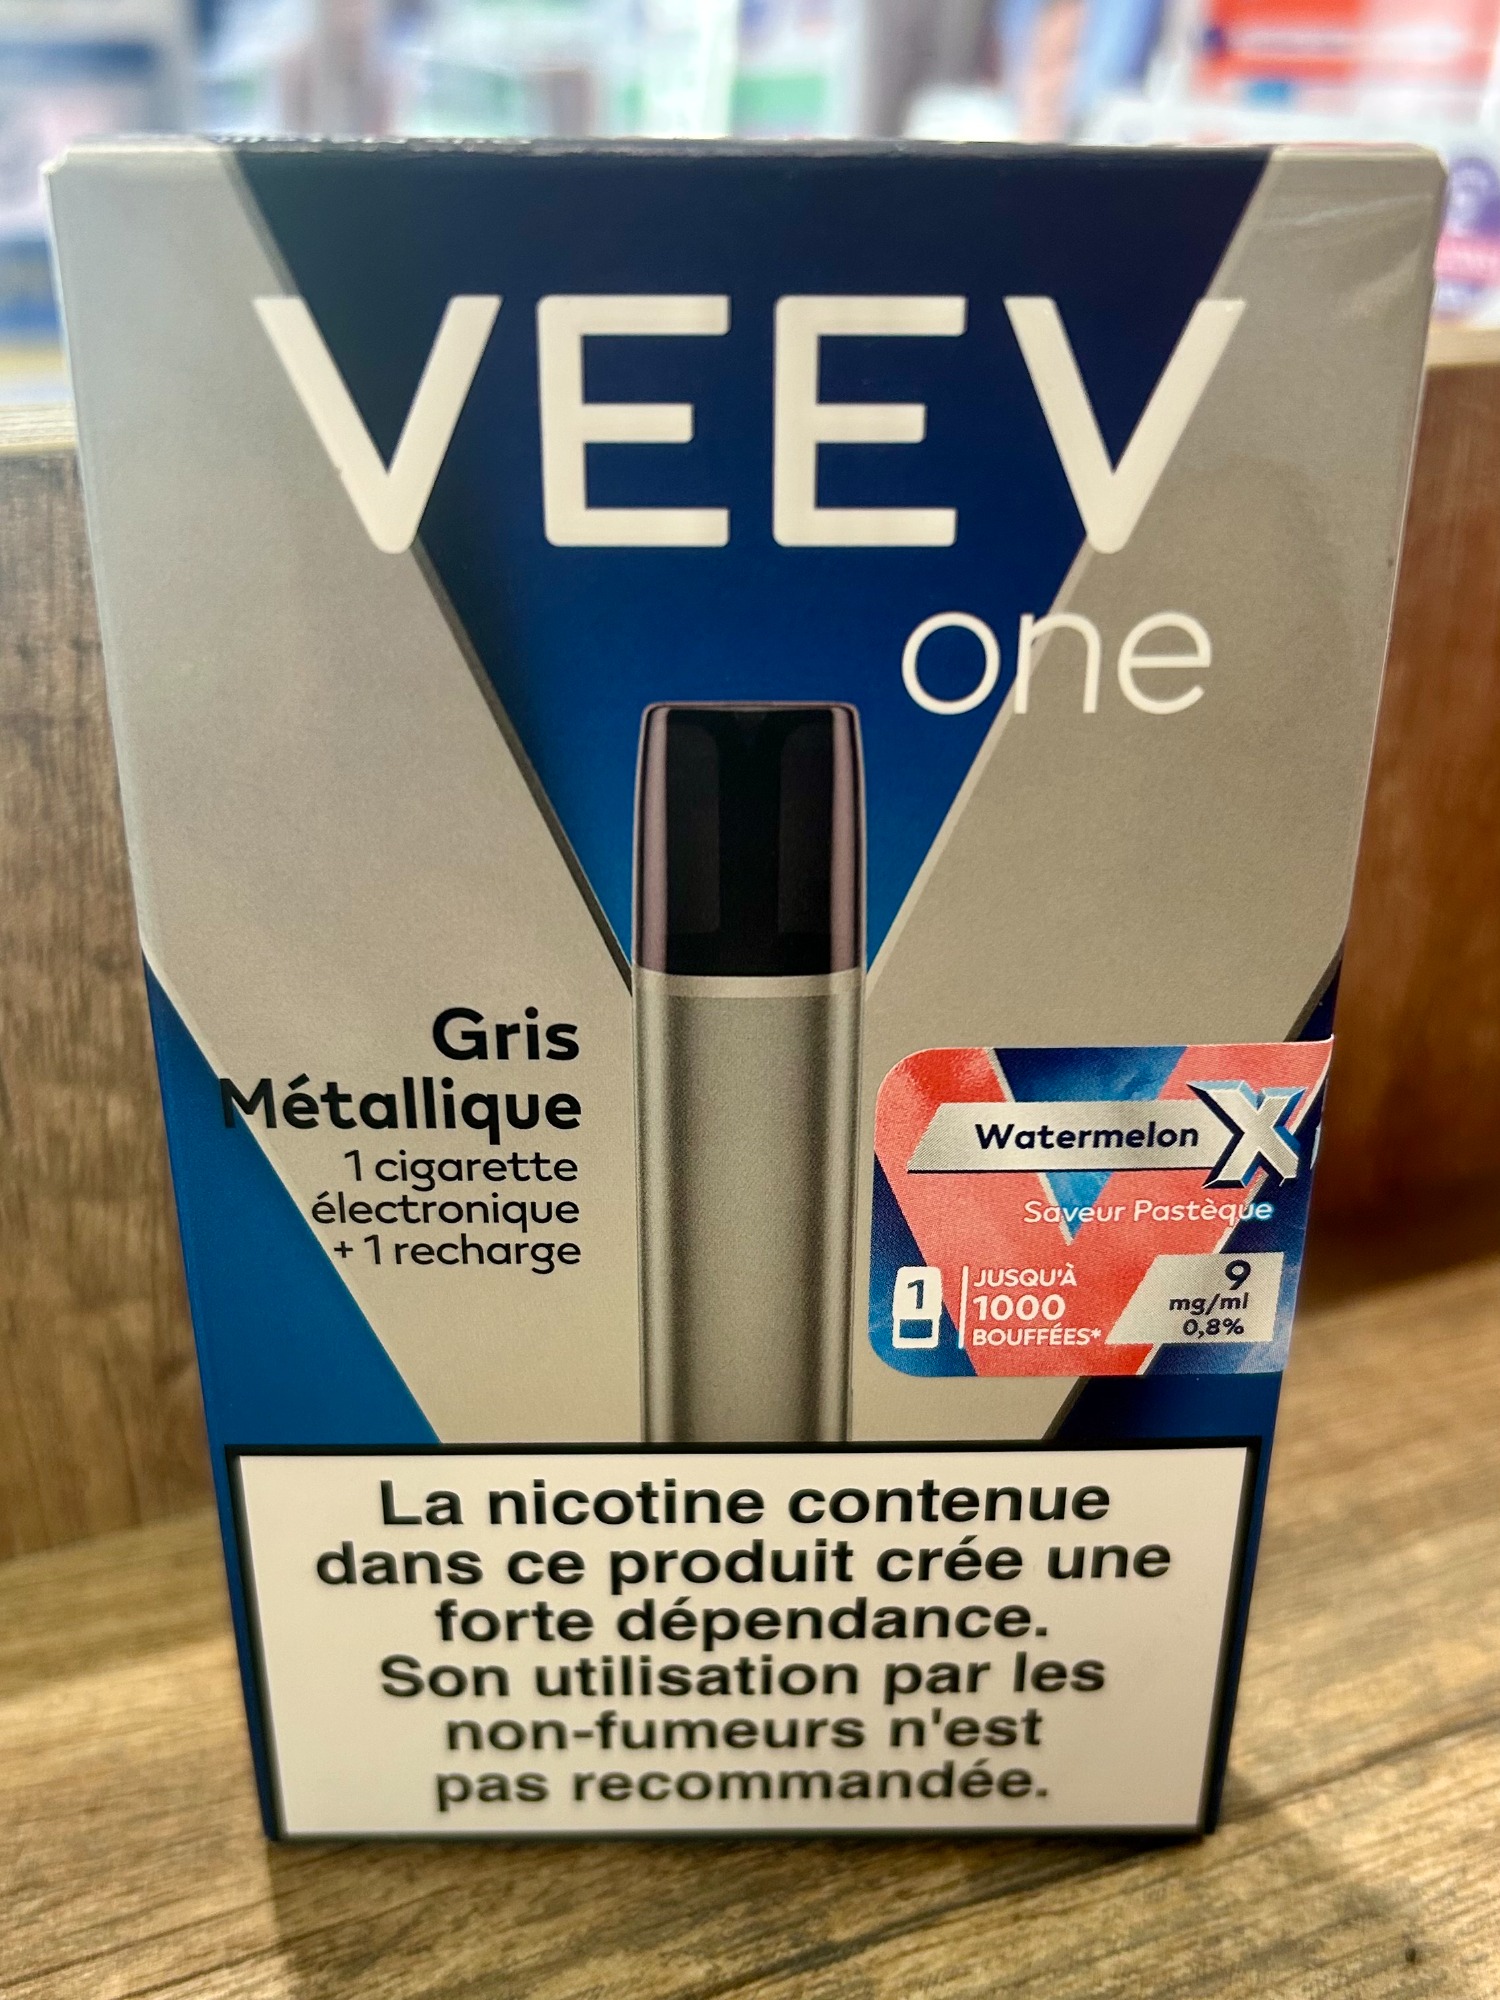 VEEV
one
Gris
Métallique
1 cigarette
électronique
+ 1 recharge
Watermelon X
Saveur Pastèque
1
JUSQU'À
1000
BOUFFÉES*
9
mg/ml
0,8%
La nicotine contenue
dans ce produit crée une
forte dépendance.
Son utilisation par les
non-fumeurs n'est
pas recommandée.